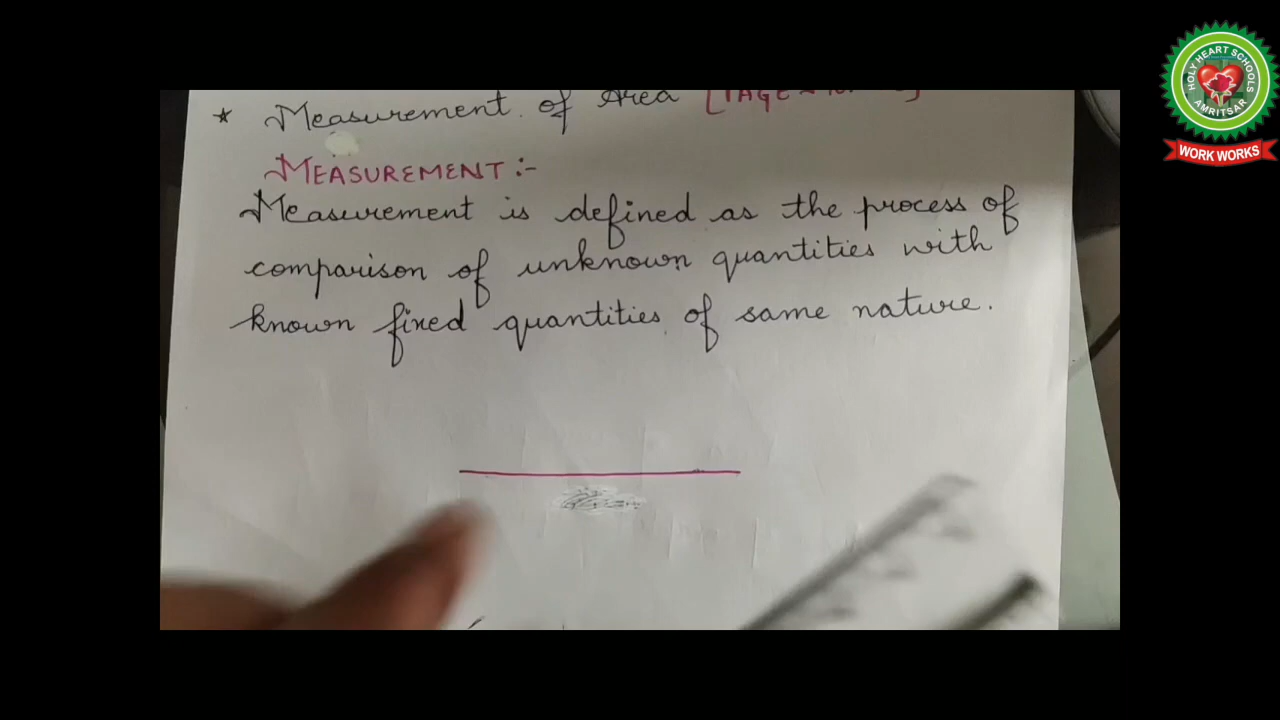 * Measurement of Area [PAGE
MEASUREMENT :-
Measurement is defined as the process of
comparison of unknown quantities with
known fixed quantities of same nature.
HOLY HEART SCHOOLS
AMRITSAR
WORK WORKS